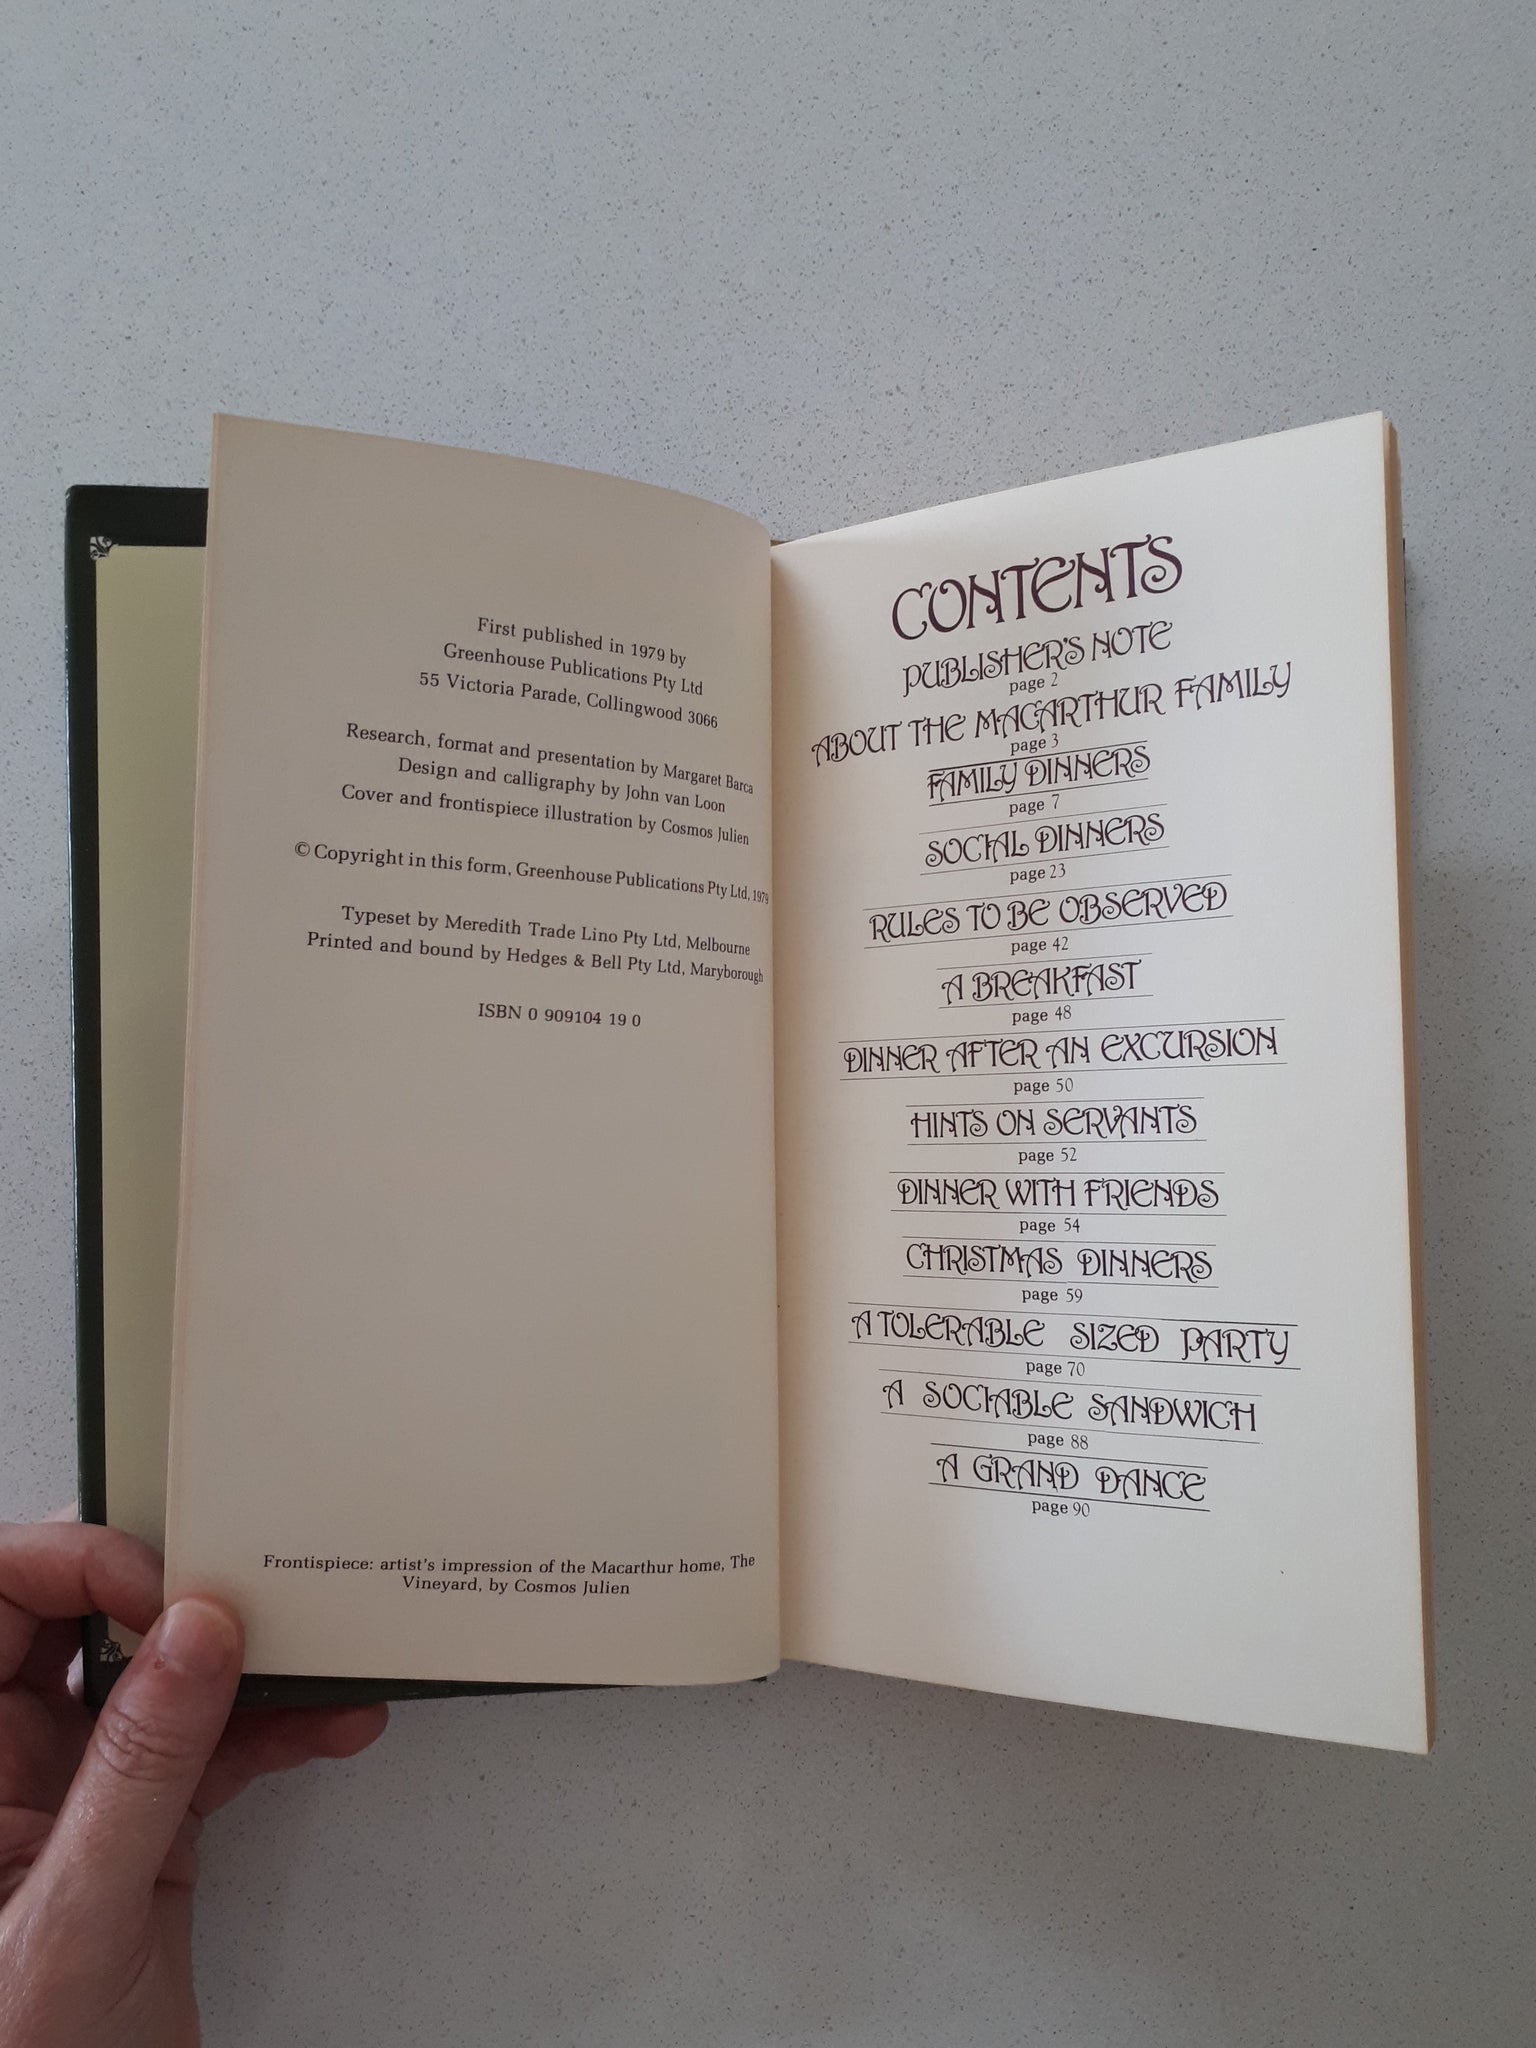 First published in 1979 by
Greenhouse Publications Pty Ltd
55 Victoria Parade, Collingwood 3066
Research, format and presentation by Margaret Barca
Design and calligraphy by John van Loon
Cover and frontispiece illustration by Cosmos Julien
© Copyright in this form, Greenhouse Publications Pty Ltd, 1979
Typeset by Meredith Trade Lino Pty Ltd, Melbourne
Printed and bound by Hedges & Bell Pty Ltd, Maryborough
ISBN 0 909104 19 0
Frontispiece: artist's impression of the Macarthur home, The
Vineyard, by Cosmos Julien
CONTENTS
PUBLISHER'S NOTE
page 2
ABOUT THE MACARTHUR FAMILY
page 3
FAMILY DINNERS
page 7
SOCIAL DINNERS
page 23
RULES TO BE OBSERVED
page 42
A BREAKFAST
page 48
DINNER AFTER AN EXCURSION
page 50
HINTS ON SERVANTS
page 52
DINNER WITH FRIENDS
page 54
CHRISTMAS DINNERS
page 59
A TOLERABLE SIZED PARTY
page 70
A SOCIABLE SANDWICH
page 88
A GRAND DANCE
page 90